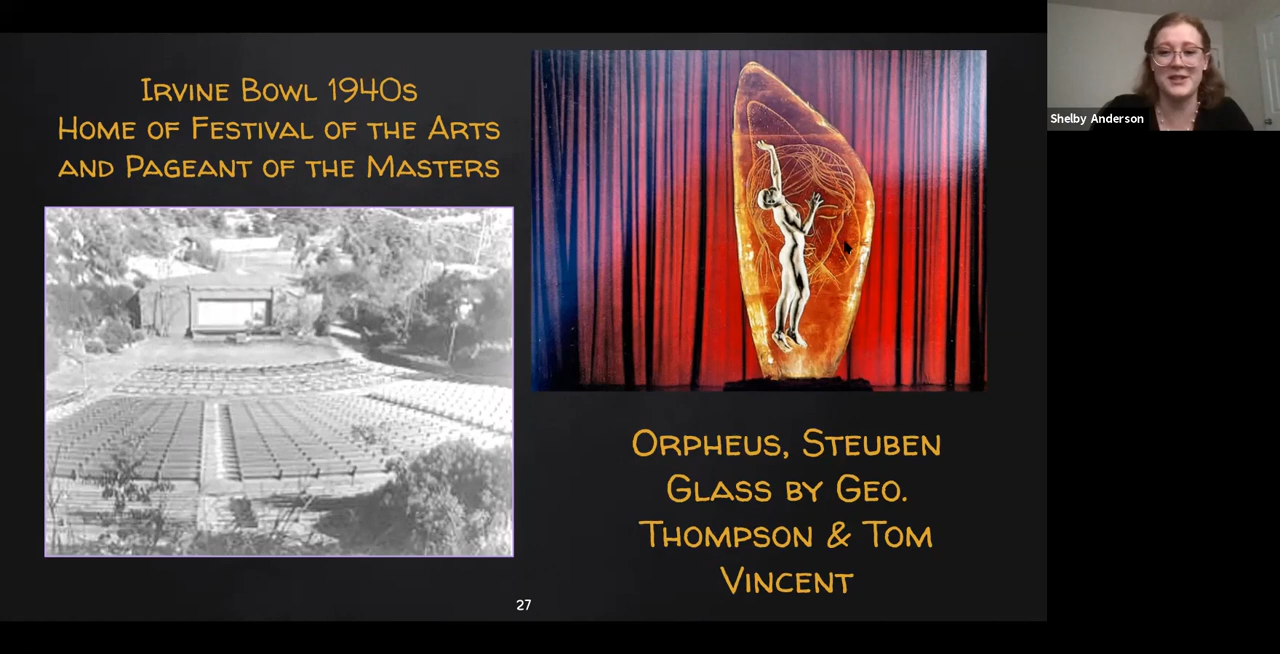 Irvine Bowl 1940s
Home of Festival of the Arts
and Pageant of the Masters
Orpheus, Steuben
Glass by Geo.
Thompson & Tom
Vincent
27
Shelby Anderson